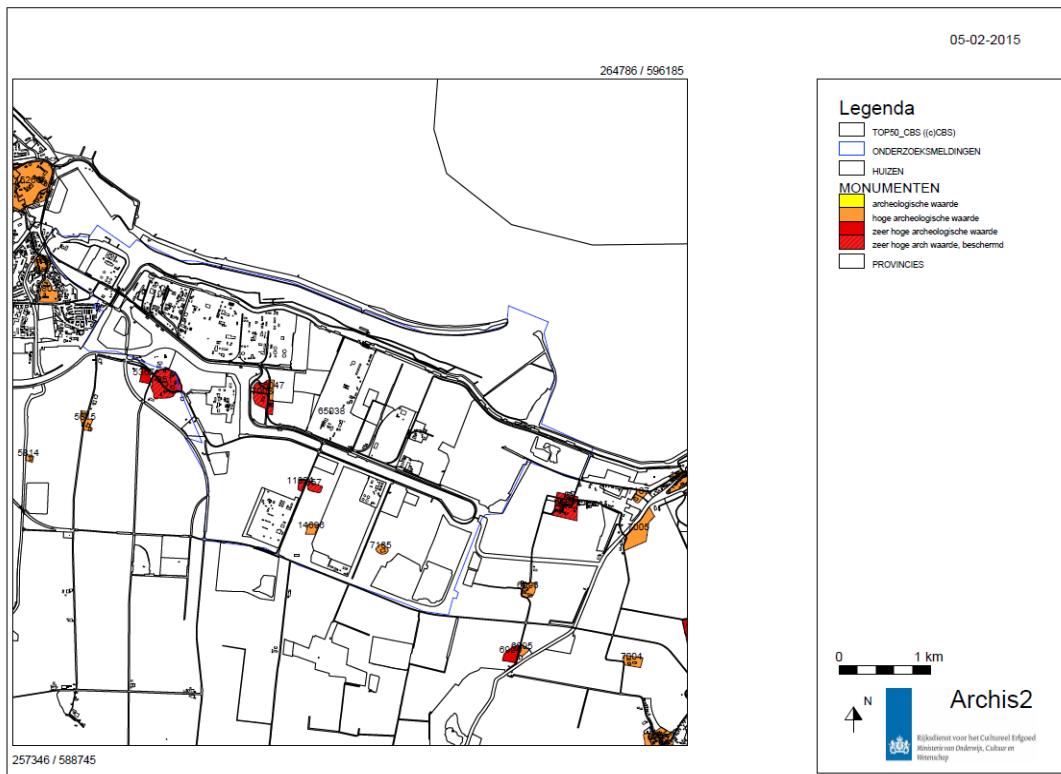 05-02-2015
264786 / 596185
Legenda
TOP50_CBS ((c)CBS)
ONDERZOEKSMELDINGEN
HUIZEN
MONUMENTEN
archeologische waarde
hoge archeologische waarde
zeer hoge archeologische waarde
zeer hoge arch waarde, beschermd
PROVINCIES
65038
14098
7165
7004
0 1 km
N
Archis2
Rijksdienst voor het Cultureel Erfgoed
Ministerie van Onderwijs, Cultuur en
Wetenschap
257346 / 588745